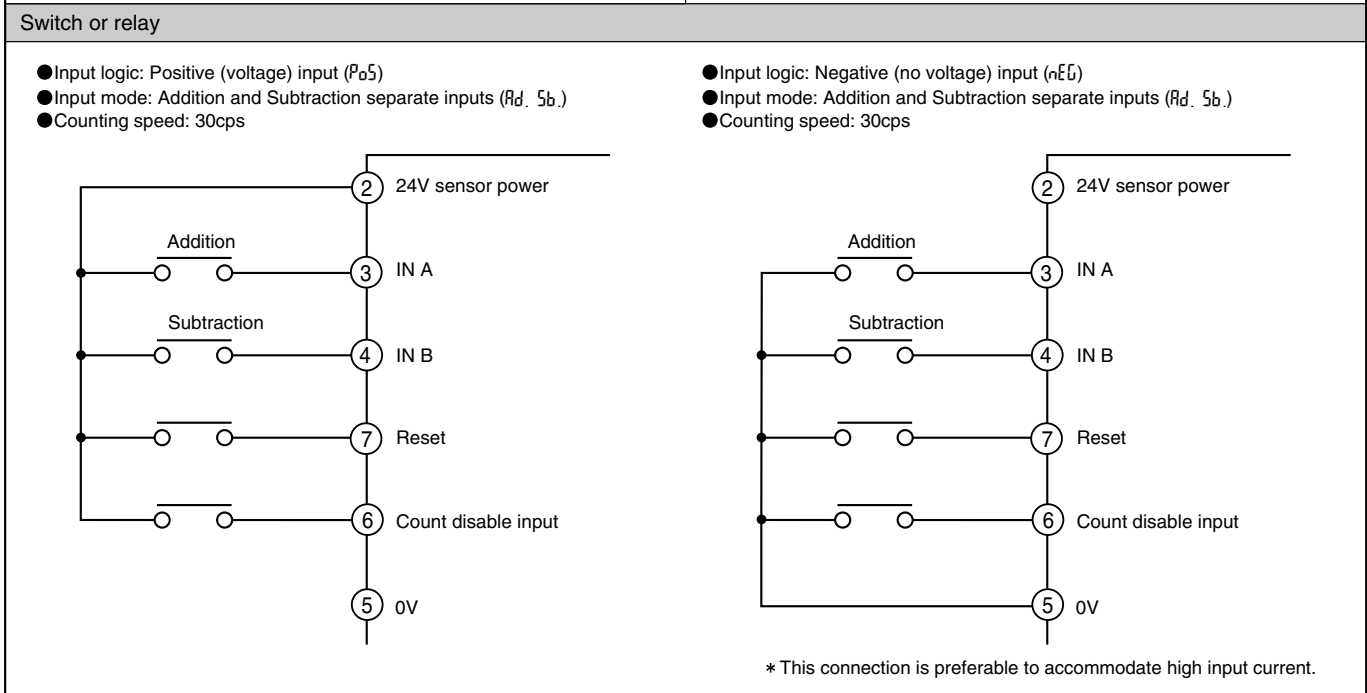 Switch or relay
●Input logic: Positive (voltage) input (PoS)
●Input mode: Addition and Subtraction separate inputs (Ad. Sb.)
●Counting speed: 30cps
2 24V sensor power
Addition
3 IN A
Subtraction
4 IN B
7 Reset
6 Count disable input
5 0V
●Input logic: Negative (no voltage) input (nEG)
●Input mode: Addition and Subtraction separate inputs (Ad. Sb.)
●Counting speed: 30cps
2 24V sensor power
Addition
3 IN A
Subtraction
4 IN B
7 Reset
6 Count disable input
5 0V
* This connection is preferable to accommodate high input current.